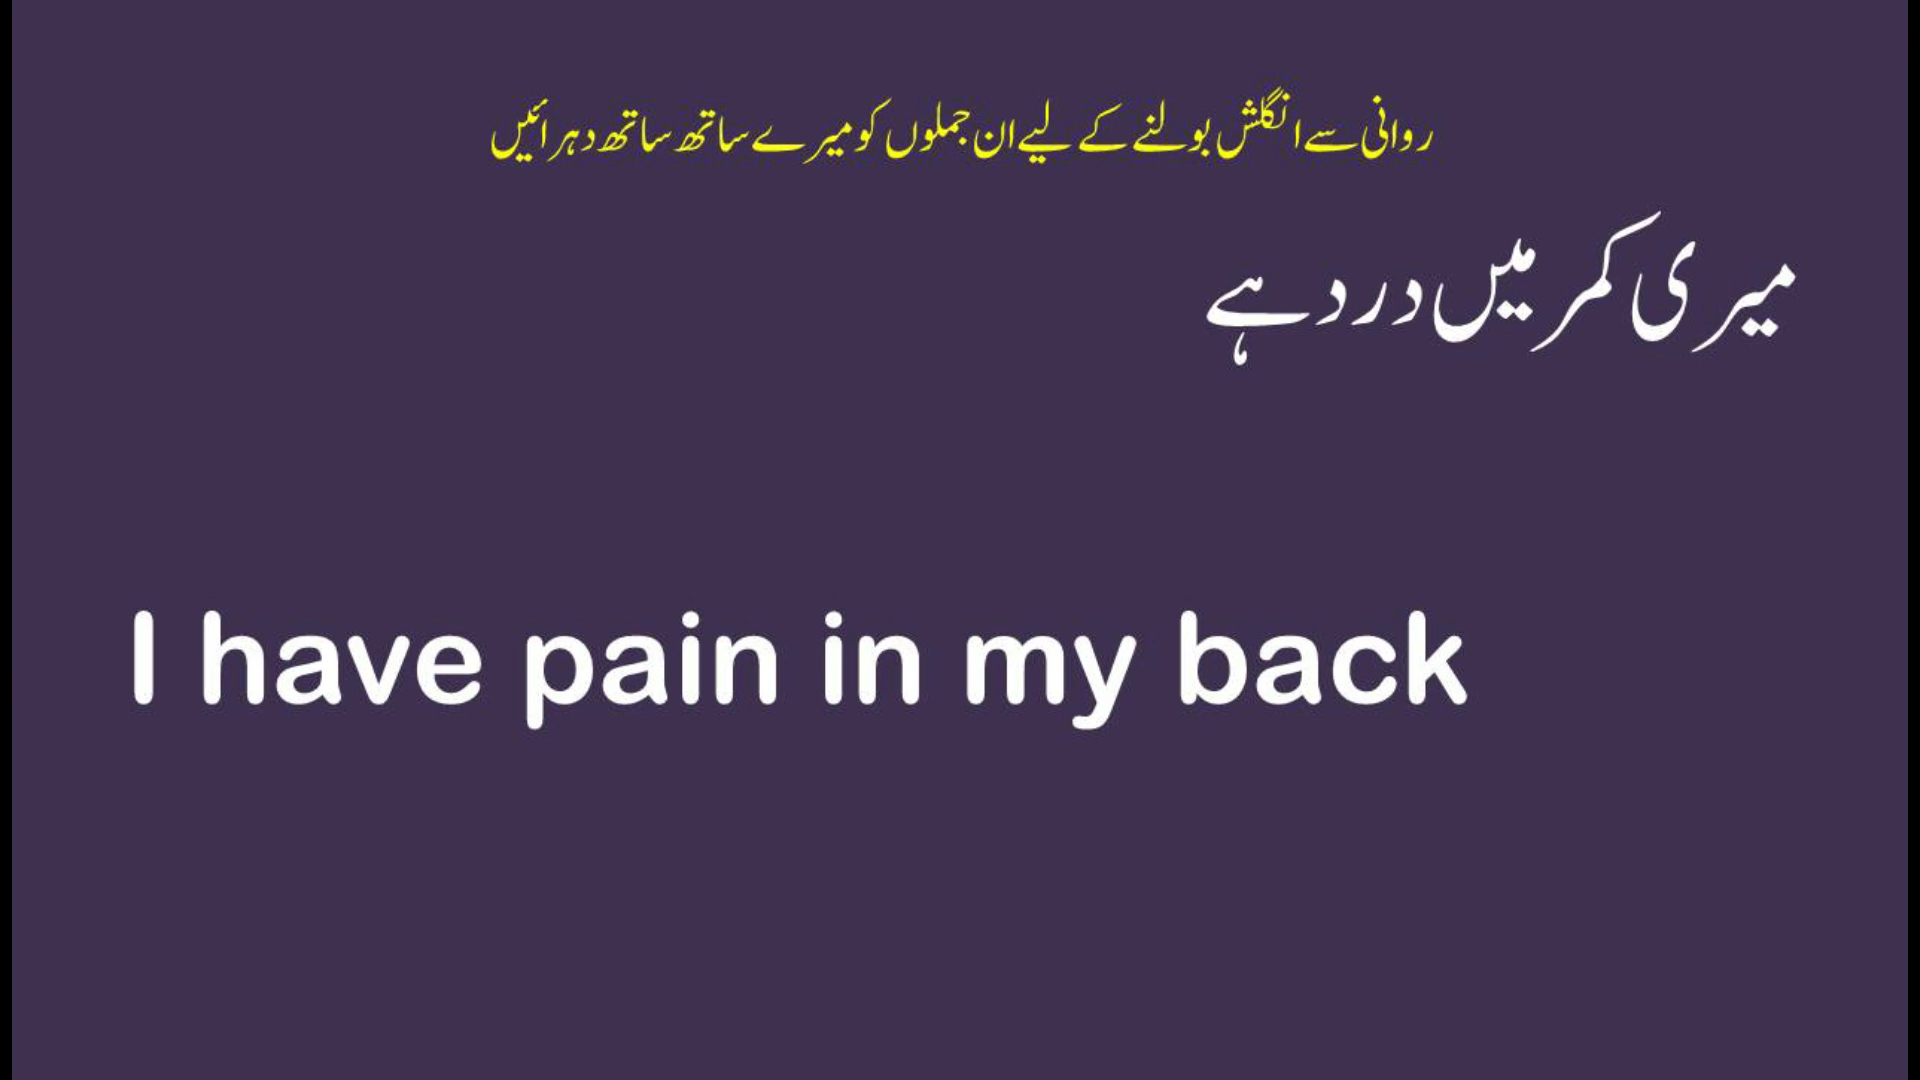 روانی سے انگلش بولنے کے لیے ان جملوں کو میرے ساتھ ساتھ دہرائیں
میری کمر میں درد ہے
I have pain in my back